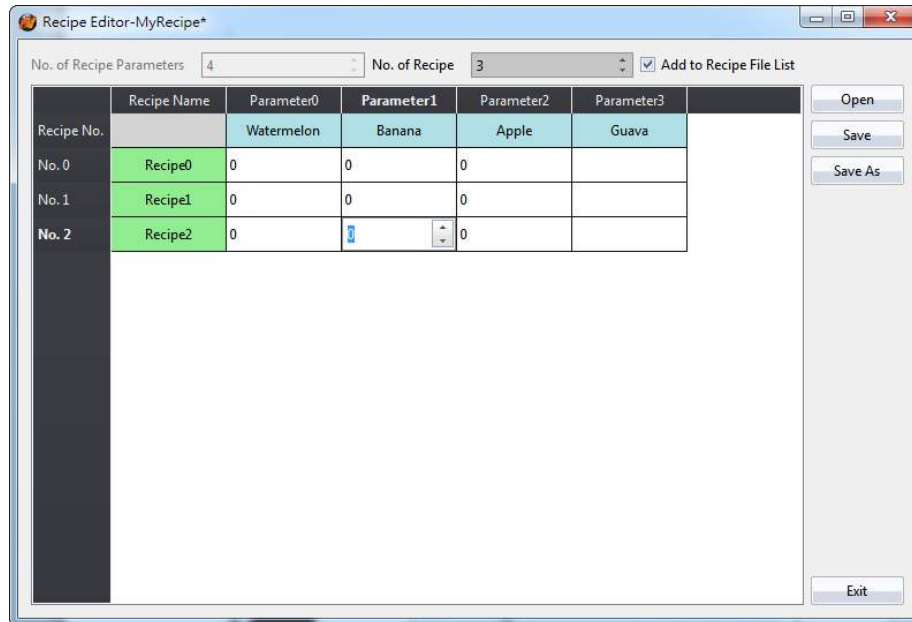 Recipe Editor-MyRecipe*
No. of Recipe Parameters 4 No. of Recipe 3 Add to Recipe File List
Recipe Name Parameter0 Parameter1 Parameter2 Parameter3 Open
Recipe No. Watermelon Banana Apple Guava Save
No. 0 Recipe0 0 0 0 Save As
No. 1 Recipe1 0 0 0
No. 2 Recipe2 0 0 0
Exit